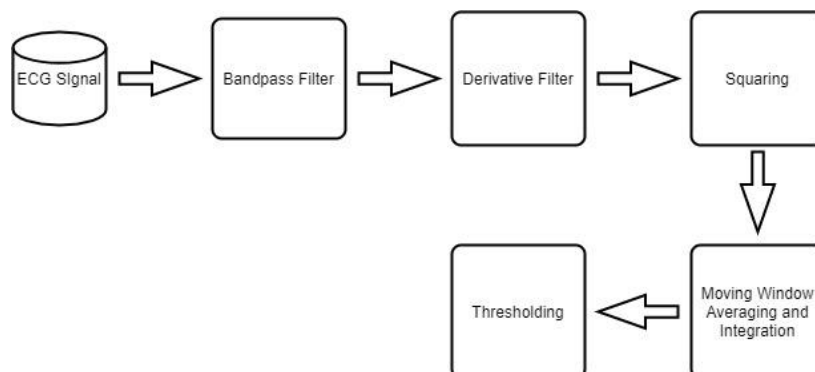 ECG SIgnal
Bandpass Filter
Derivative Filter
Squaring
Thresholding
Moving Window
Averaging and
Integration